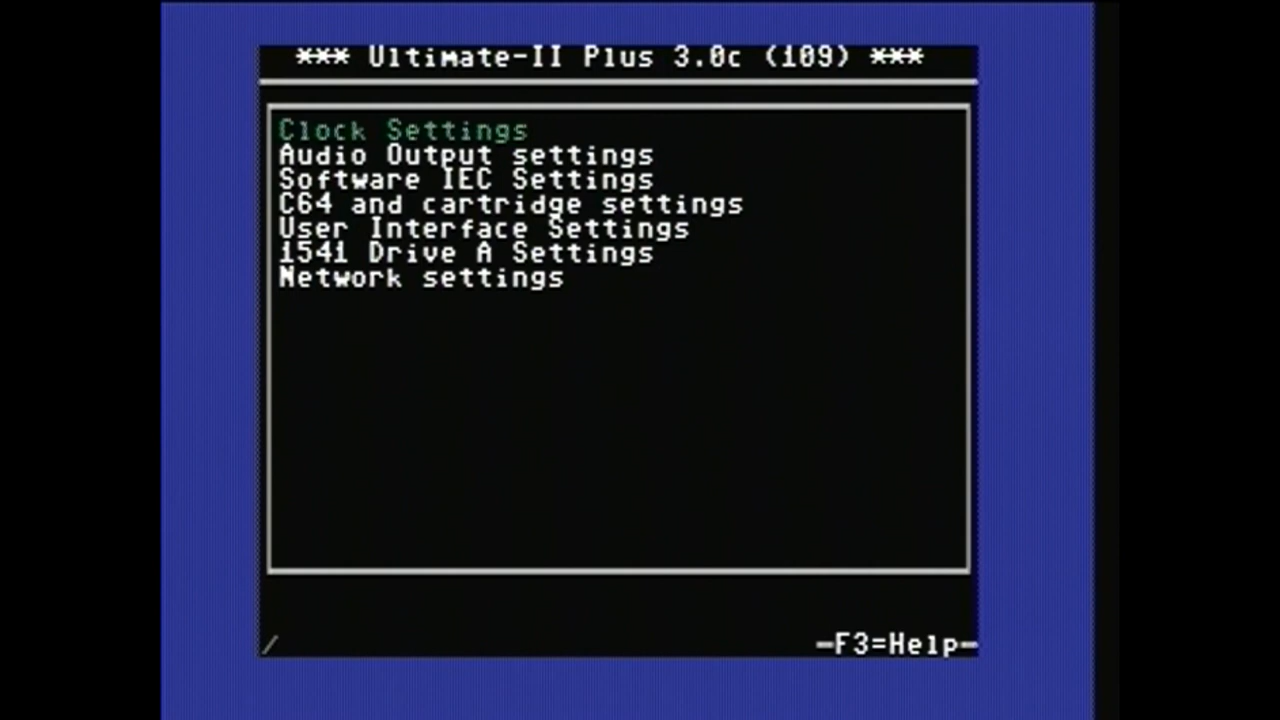 *** Ultimate-II Plus 3.0c (109) ***
Clock Settings
Audio Output settings
Software IEC Settings
C64 and cartridge settings
User Interface Settings
1541 Drive A Settings
Network settings
/
-F3=Help-